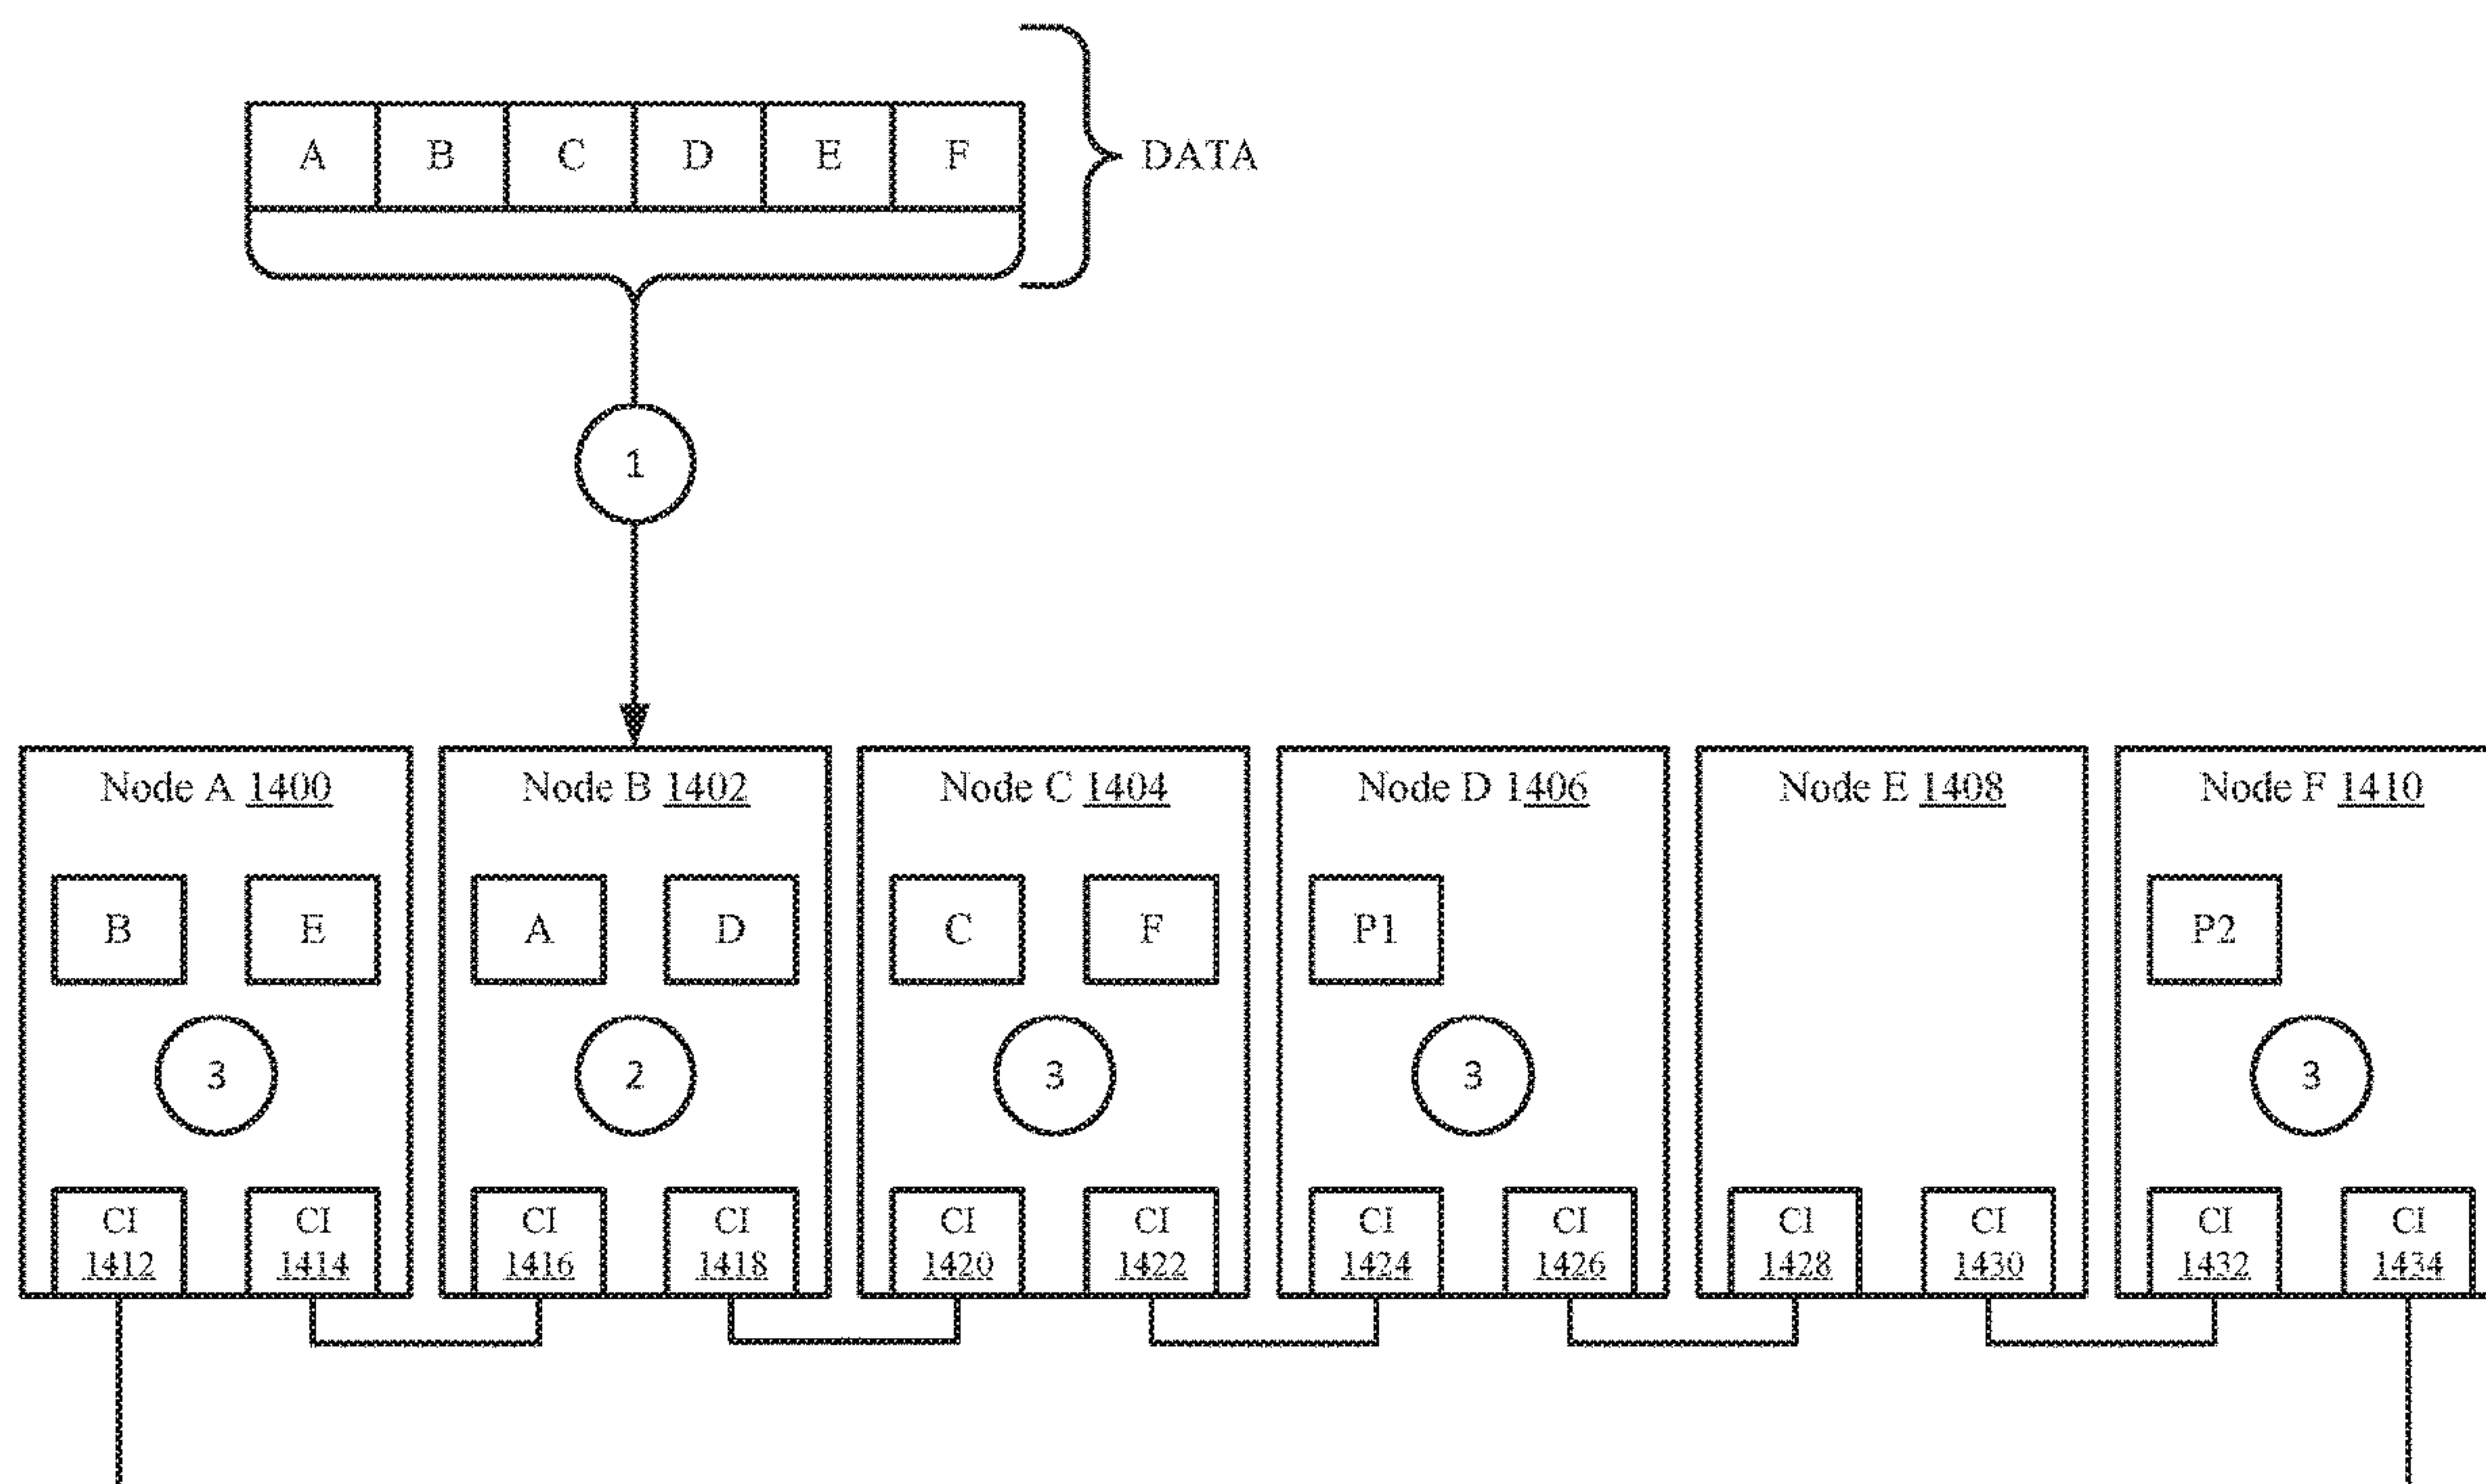 A B C D E F
DATA
1
Node A 1400 Node B 1402 Node C 1404 Node D 1406 Node E 1408 Node F 1410
B E A D C F P1 P2
3 2 3 3 3
CI CI CI CI CI CI CI CI CI CI CI CI
1412 1414 1416 1418 1420 1422 1424 1426 1428 1430 1432 1434